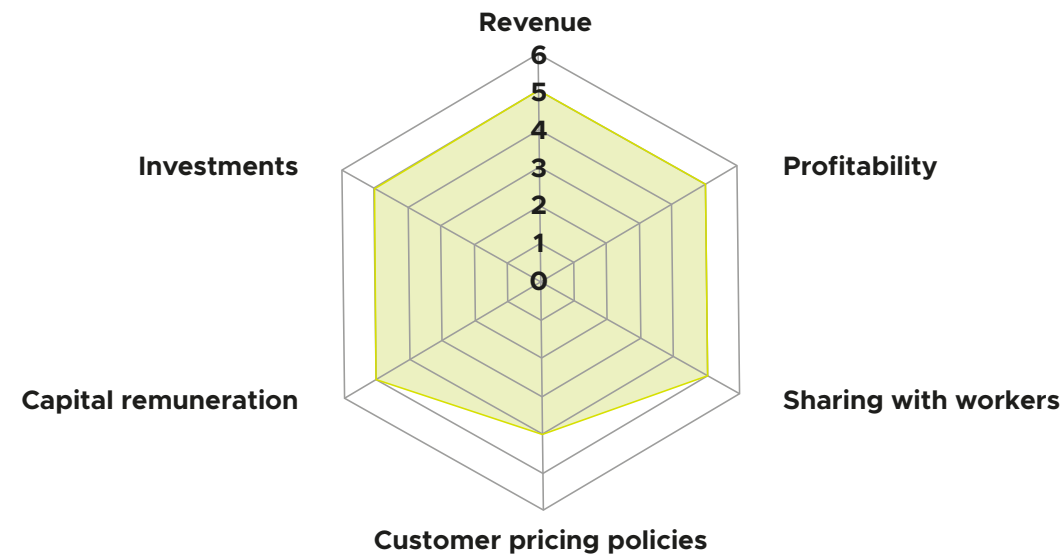 Revenue
6
5
4
Investments
3
Profitability
2
1
0
Capital remuneration
Sharing with workers
Customer pricing policies